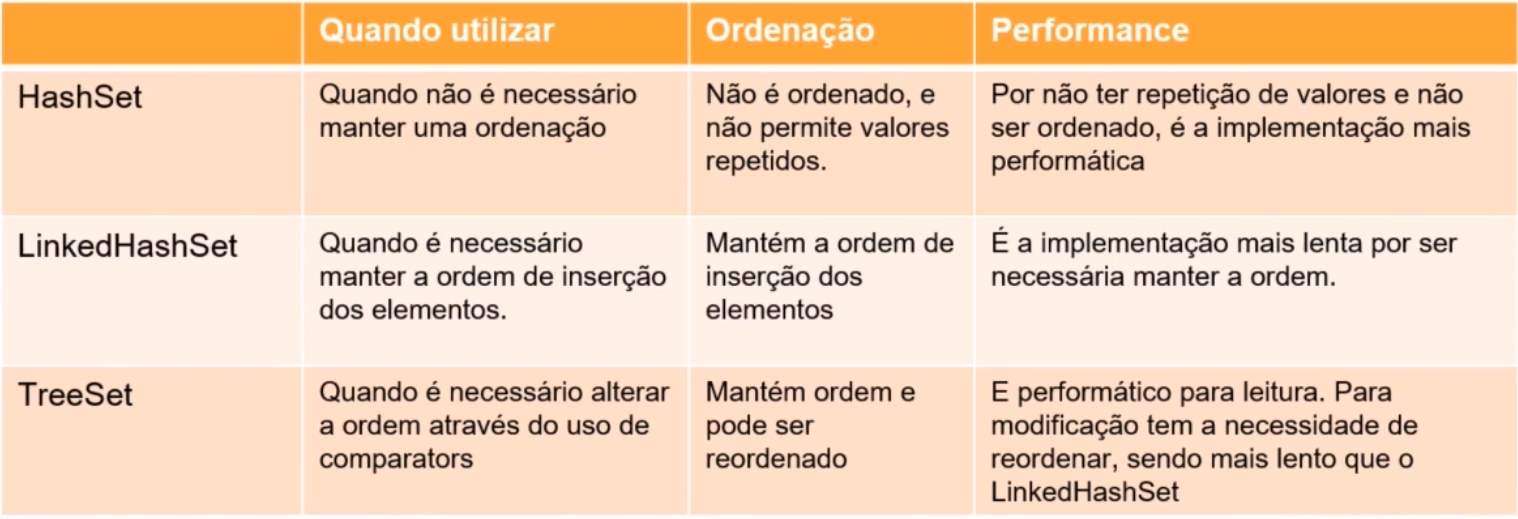 Quando utilizar
Ordenação
Performance
HashSet
Quando não é necessário
manter uma ordenação
Não é ordenado, e
não permite valores
repetidos.
Por não ter repetição de valores e não
ser ordenado, é a implementação mais
performática
LinkedHashSet
Quando é necessário
manter a ordem de inserção
dos elementos.
Mantém a ordem de
inserção dos
elementos
É a implementação mais lenta por ser
necessária manter a ordem.
TreeSet
Quando é necessário alterar
a ordem através do uso de
comparators
Mantém ordem e
pode ser
reordenado
E performático para leitura. Para
modificação tem a necessidade de
reordenar, sendo mais lento que o
LinkedHashSet